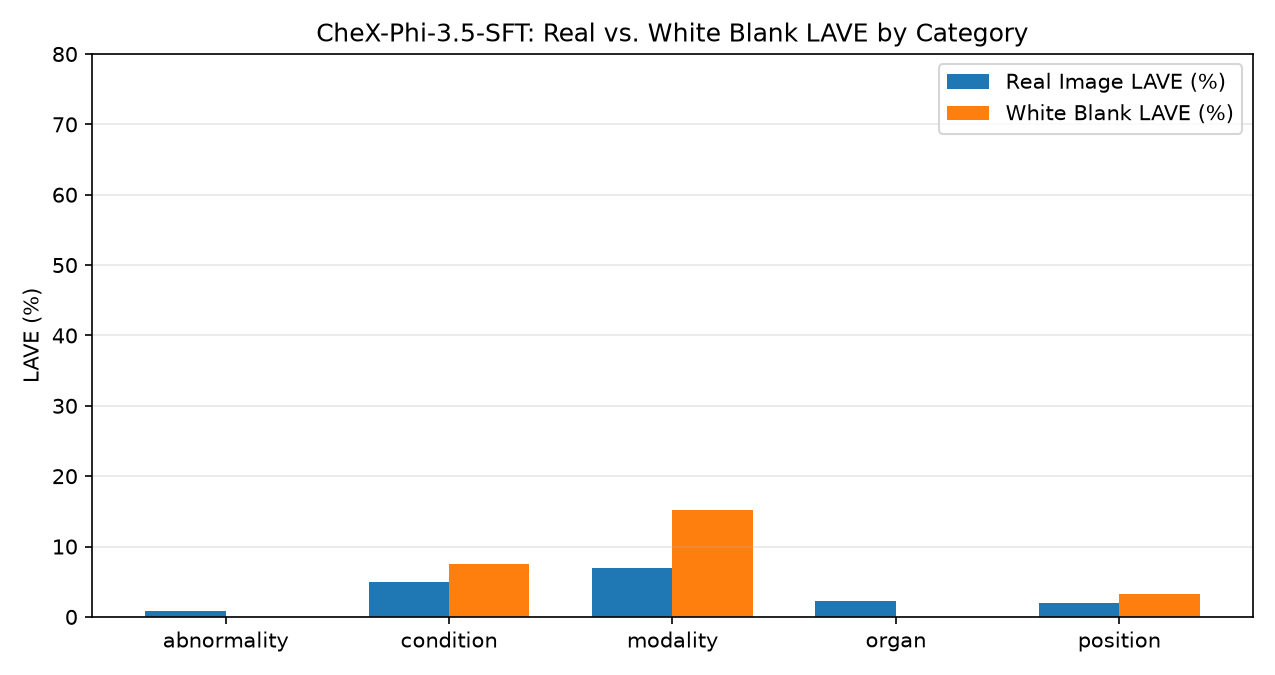 CheX-Phi-3.5-SFT: Real vs. White Blank LAVE by Category
Real Image LAVE (%)
White Blank LAVE (%)
LAVE (%)
80
70
60
50
40
30
20
10
0
abnormality condition modality organ position